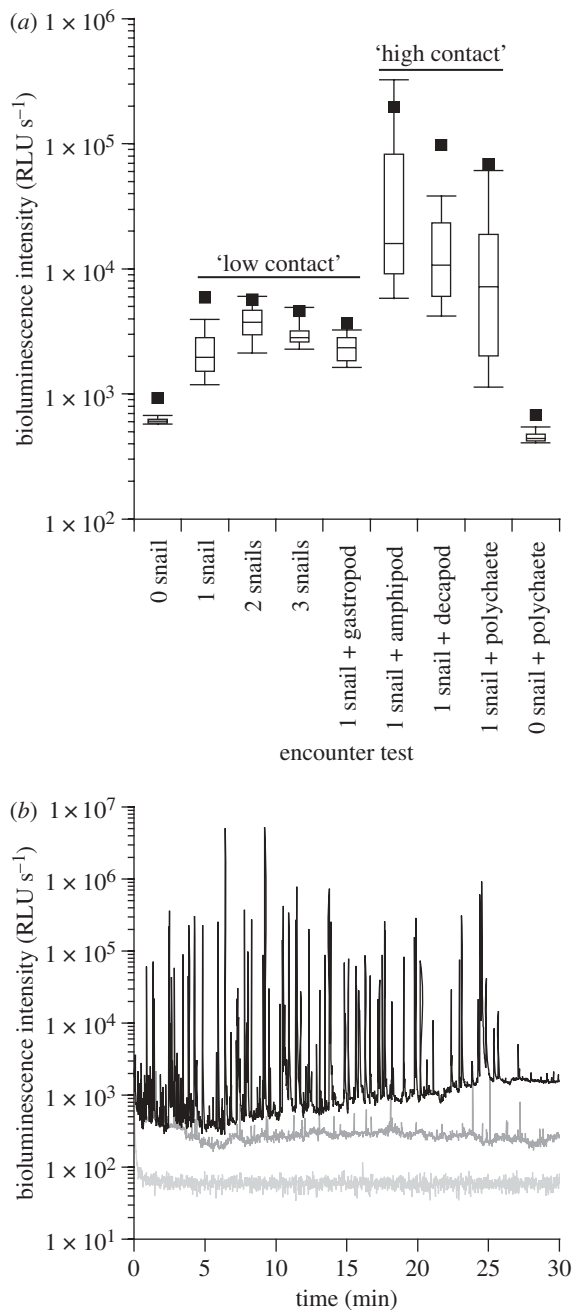 (a)
1 × 10⁶
1 × 10⁵
1 × 10⁴
1 × 10³
1 × 10²
bioluminescence intensity (RLU s⁻¹)
'low contact'
'high contact'
0 snail
1 snail
2 snails
3 snails
1 snail + gastropod
1 snail + amphipod
1 snail + decapod
1 snail + polychaete
0 snail + polychaete
encounter test
(b)
1 × 10⁷
1 × 10⁶
1 × 10⁵
1 × 10⁴
1 × 10³
1 × 10²
1 × 10¹
bioluminescence intensity (RLU s⁻¹)
0 5 10 15 20 25 30
time (min)